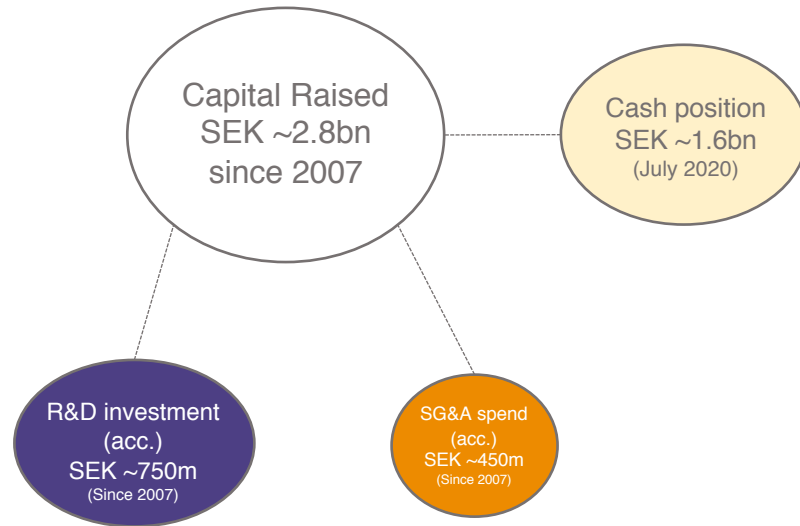 Capital Raised
SEK ~2.8bn
since 2007
Cash position
SEK ~1.6bn
(July 2020)
R&D investment
(acc.)
SEK ~750m
(Since 2007)
SG&A spend
(acc.)
SEK ~450m
(Since 2007)